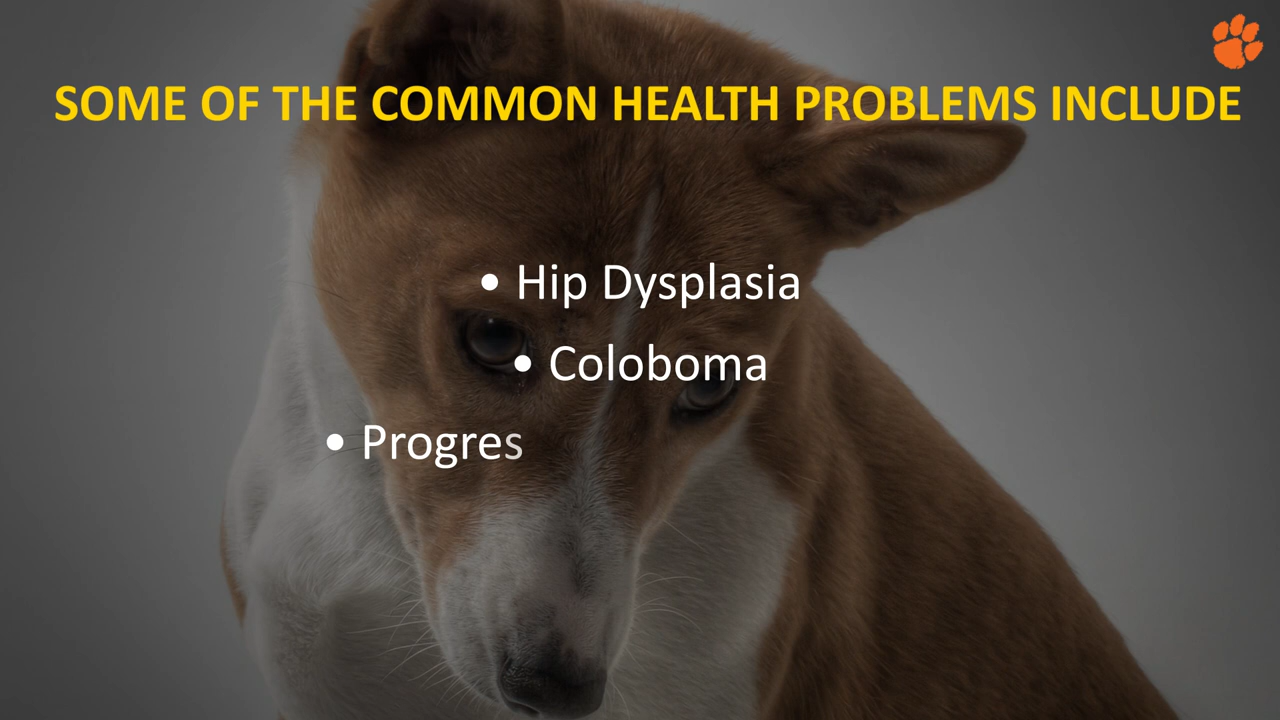 SOME OF THE COMMON HEALTH PROBLEMS INCLUDE
• Hip Dysplasia
• Coloboma
• Progres